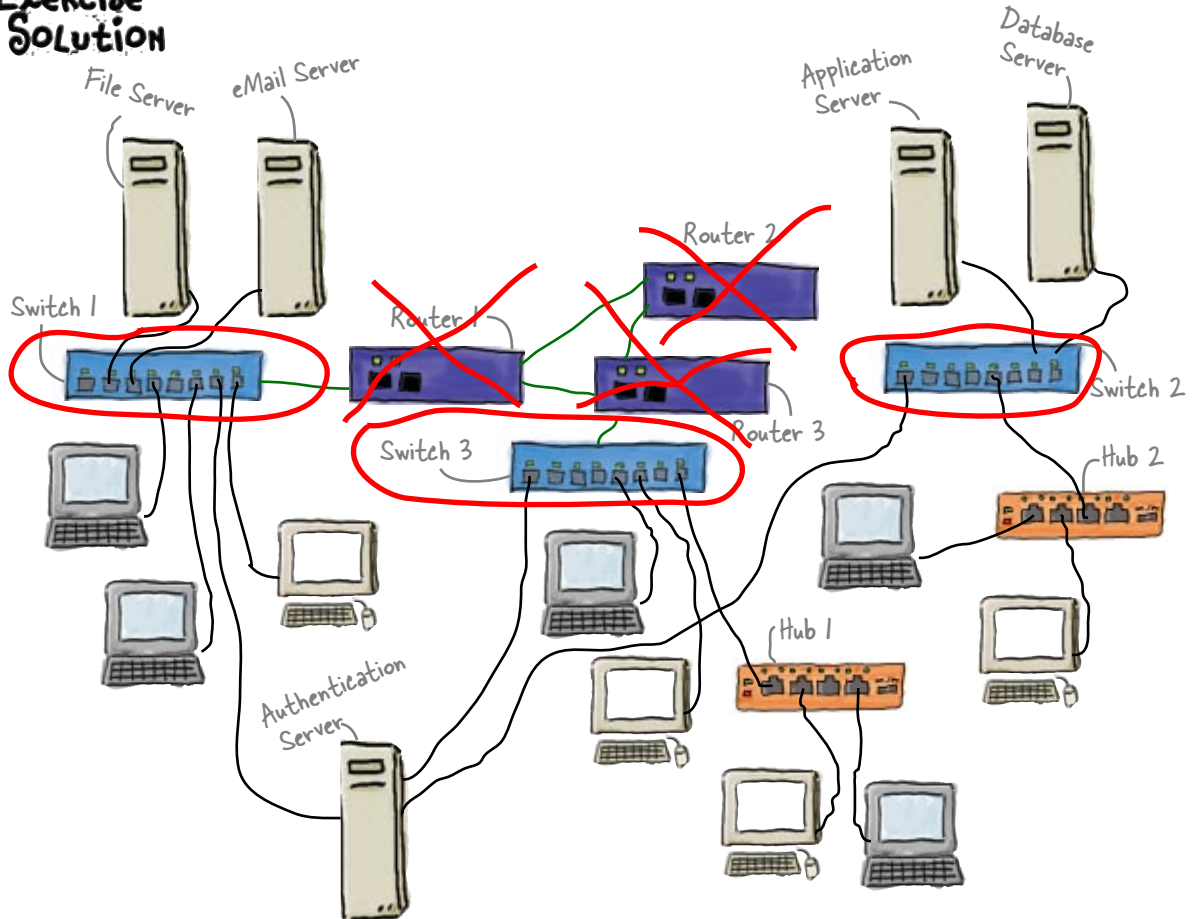 Exercise
Solution
File Server
eMail Server
Application
Server
Database
Server
Switch 1
Router 1
Router 2
Router 3
Switch 2
Switch 3
Hub 2
Hub 1
Authentication
Server